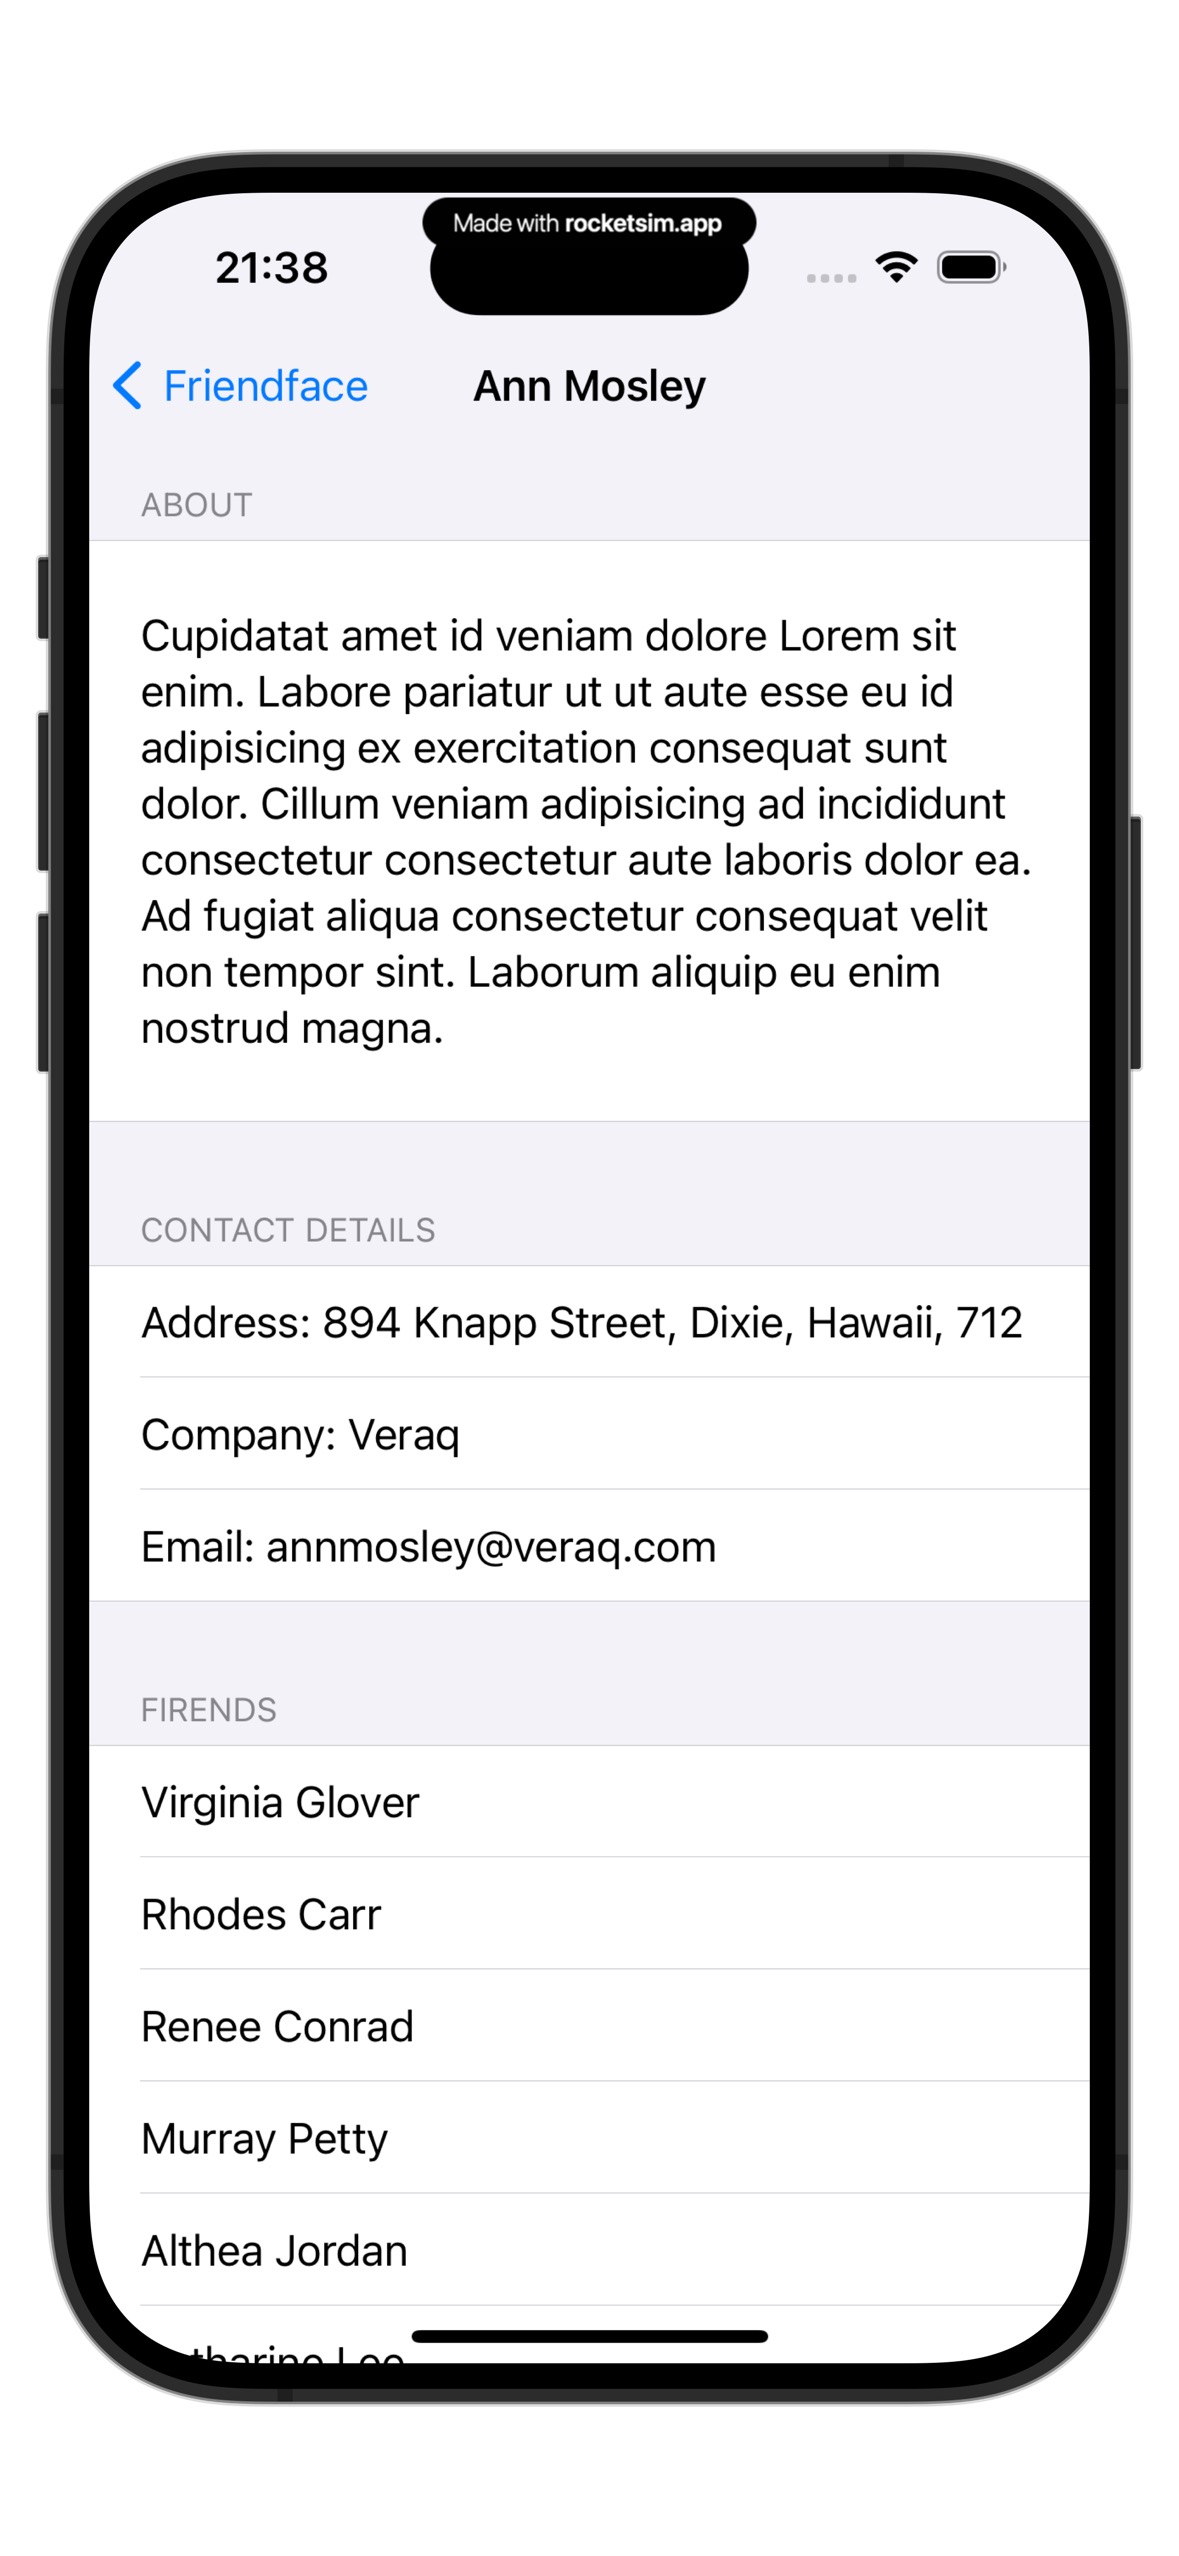 Made with rocketsim.app
21:38
Friendface
Ann Mosley
ABOUT
Cupidatat amet id veniam dolore Lorem sit
enim. Labore pariatur ut ut aute esse eu id
adipisicing ex exercitation consequat sunt
dolor. Cillum veniam adipisicing ad incididunt
consectetur consectetur aute laboris dolor ea.
Ad fugiat aliqua consectetur consequat velit
non tempor sint. Laborum aliquip eu enim
nostrud magna.
CONTACT DETAILS
Address: 894 Knapp Street, Dixie, Hawaii, 712
Company: Veraq
Email: annmosley@veraq.com
FIRENDS
Virginia Glover
Rhodes Carr
Renee Conrad
Murray Petty
Althea Jordan